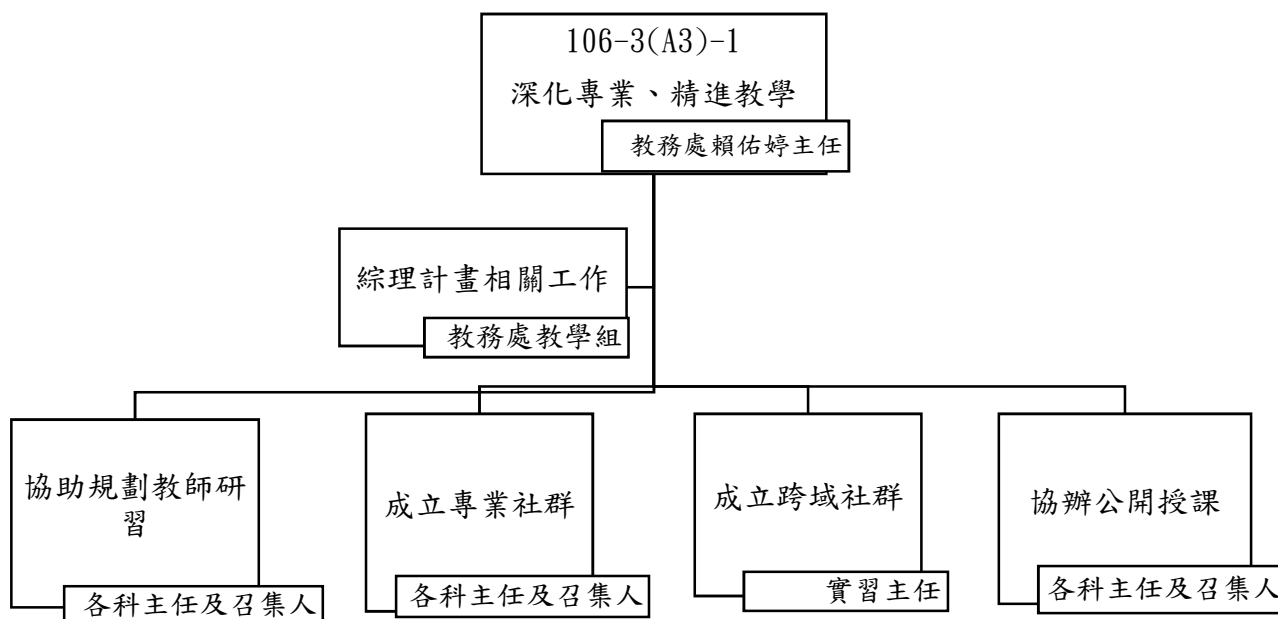 106-3(A3)-1
深化專業、精進教學
教務處賴佑婷主任
綜理計畫相關工作
教務處教學組
協助規劃教師研
習
各科主任及召集人
成立專業社群
各科主任及召集人
成立跨域社群
實習主任
協辦公開授課
各科主任及召集人